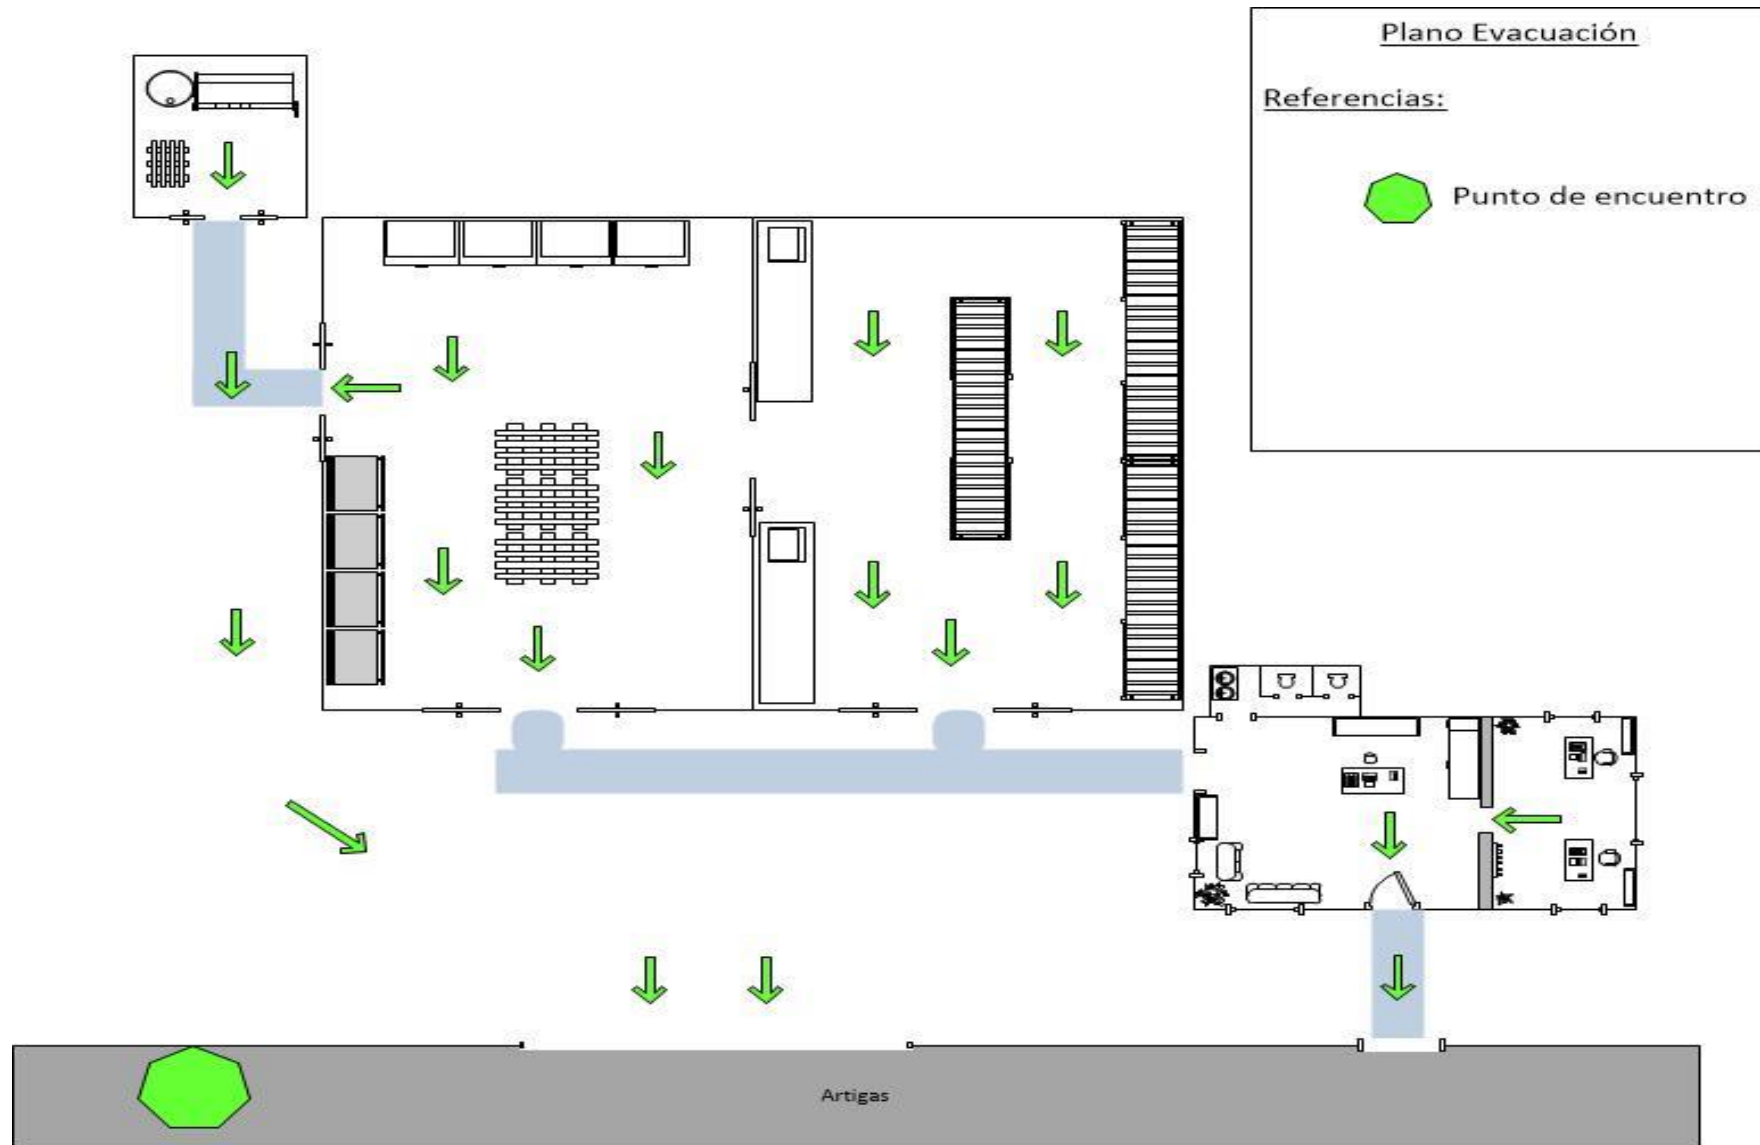 Plano Evacuación
Referencias:
Punto de encuentro
Artigas